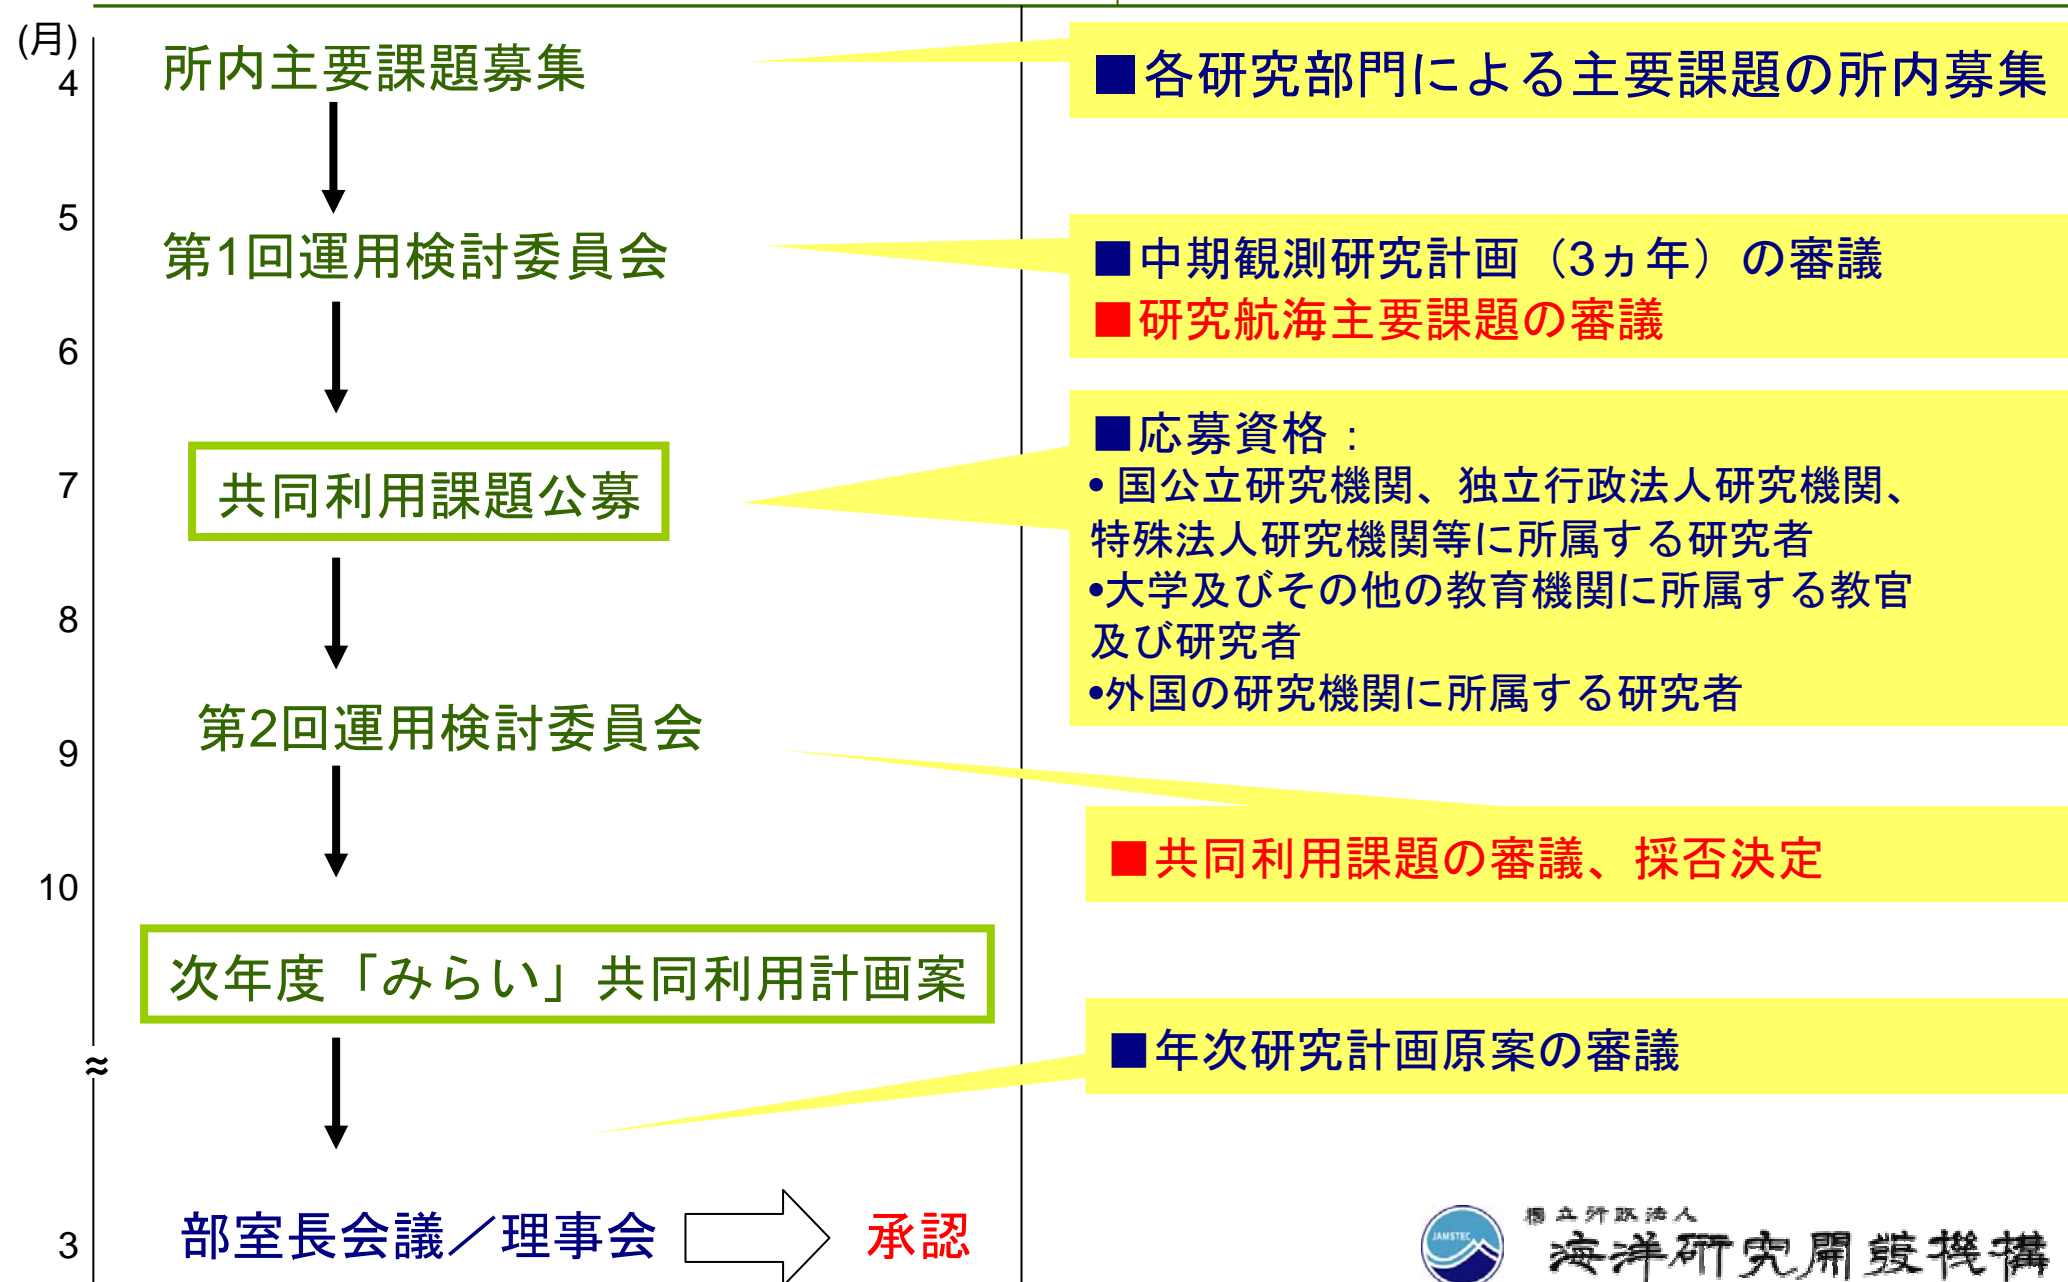 (月)
4
所内主要課題募集
■各研究部門による主要課題の所内募集
5
第1回運用検討委員会
■中期観測研究計画（3ヵ年）の審議
■研究航海主要課題の審議
6
7
共同利用課題公募
■応募資格：
• 国公立研究機関、独立行政法人研究機関、
特殊法人研究機関等に所属する研究者
•大学及びその他の教育機関に所属する教官
及び研究者
•外国の研究機関に所属する研究者
8
第2回運用検討委員会
9
■共同利用課題の審議、採否決定
10
次年度「みらい」共同利用計画案
≈
■年次研究計画原案の審議
3
部室長会議／理事会
承認
JAMSTEC
独立行政法人
海洋研究開発機構